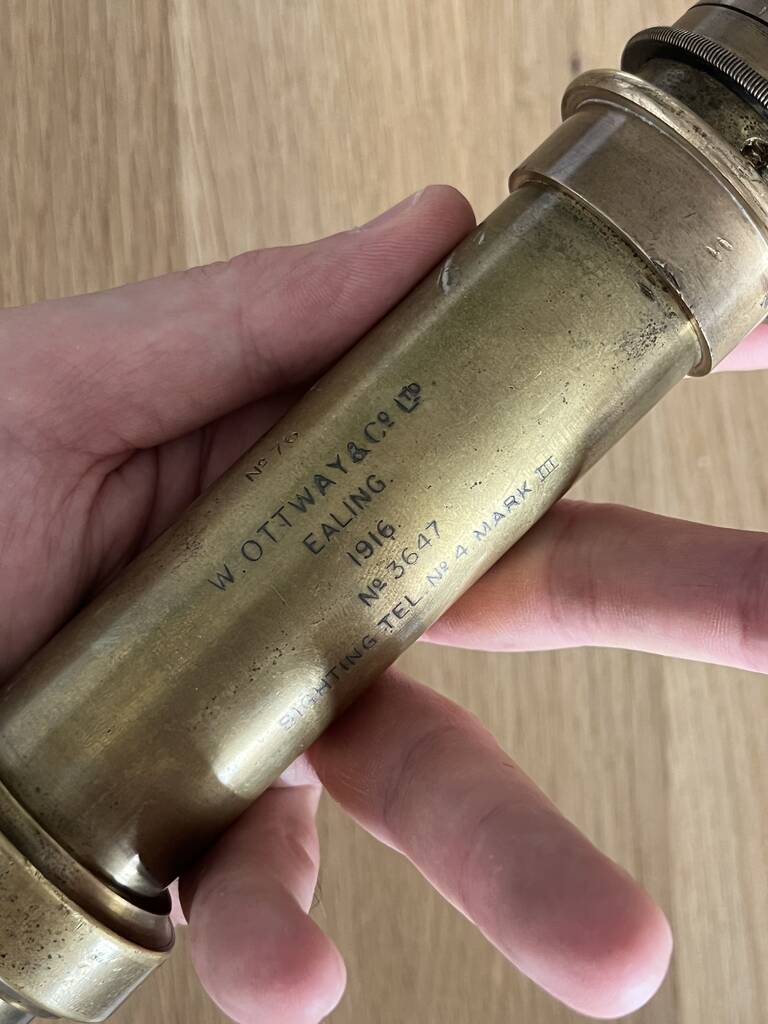 Nº 76
W. OTTWAY & Cº LTD
EALING.
1916.
Nº 3647
SIGHTING TEL. Nº 4 MARK III